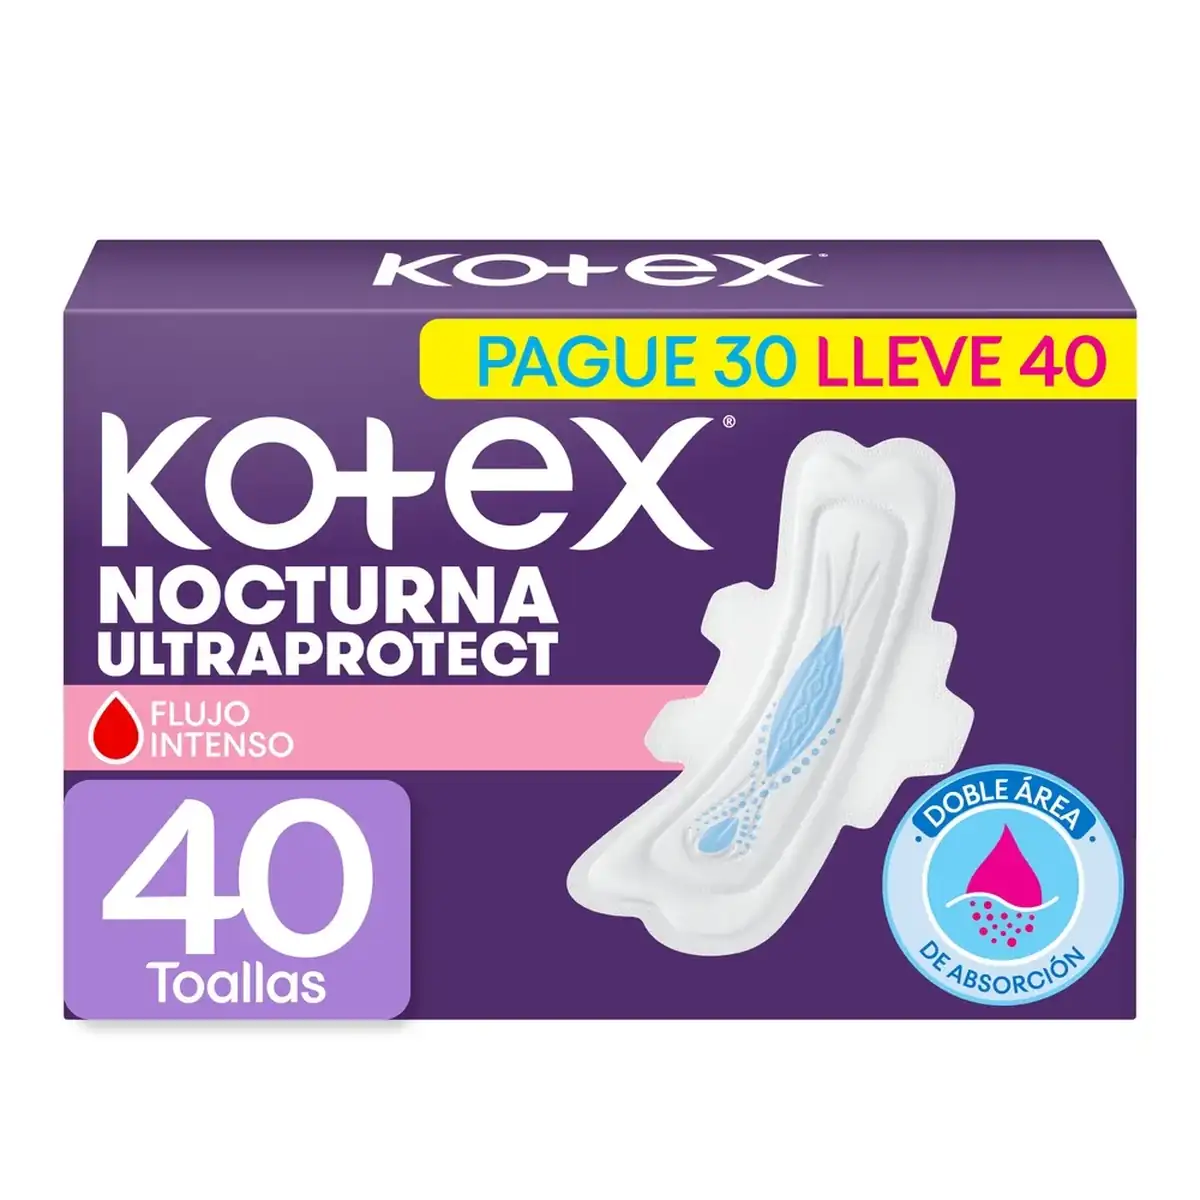 Kotex®
PAGUE 30 LLEVE 40
Kotex®
NOCTURNA
ULTRAPROTECT
FLUJO
INTENSO
40
Toallas
DOBLE ÁREA
DE ABSORCIÓN